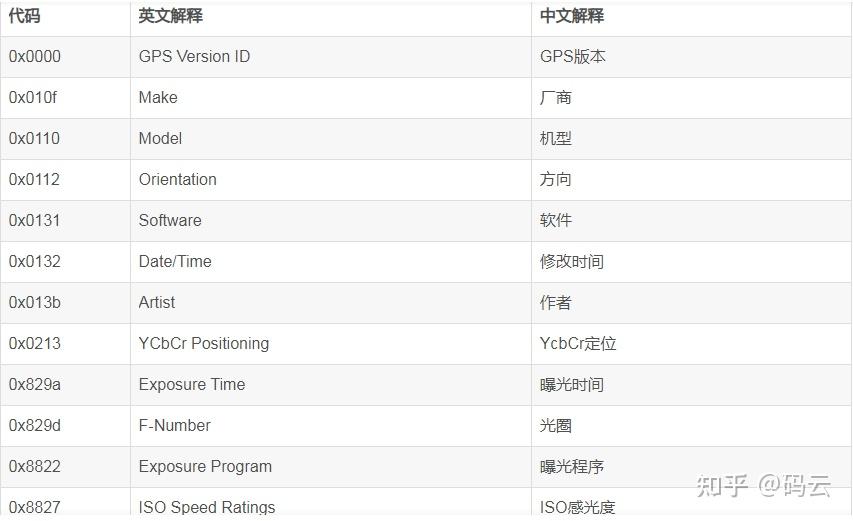 代码 英文解释 中文解释
0x0000 GPS Version ID GPS版本
0x010f Make 厂商
0x0110 Model 机型
0x0112 Orientation 方向
0x0131 Software 软件
0x0132 Date/Time 修改时间
0x013b Artist 作者
0x0213 YCbCr Positioning YcbCr定位
0x829a Exposure Time 曝光时间
0x829d F-Number 光圈
0x8822 Exposure Program 曝光程序
0x8827 ISO Speed Ratings ISO感光度
知乎 @码云